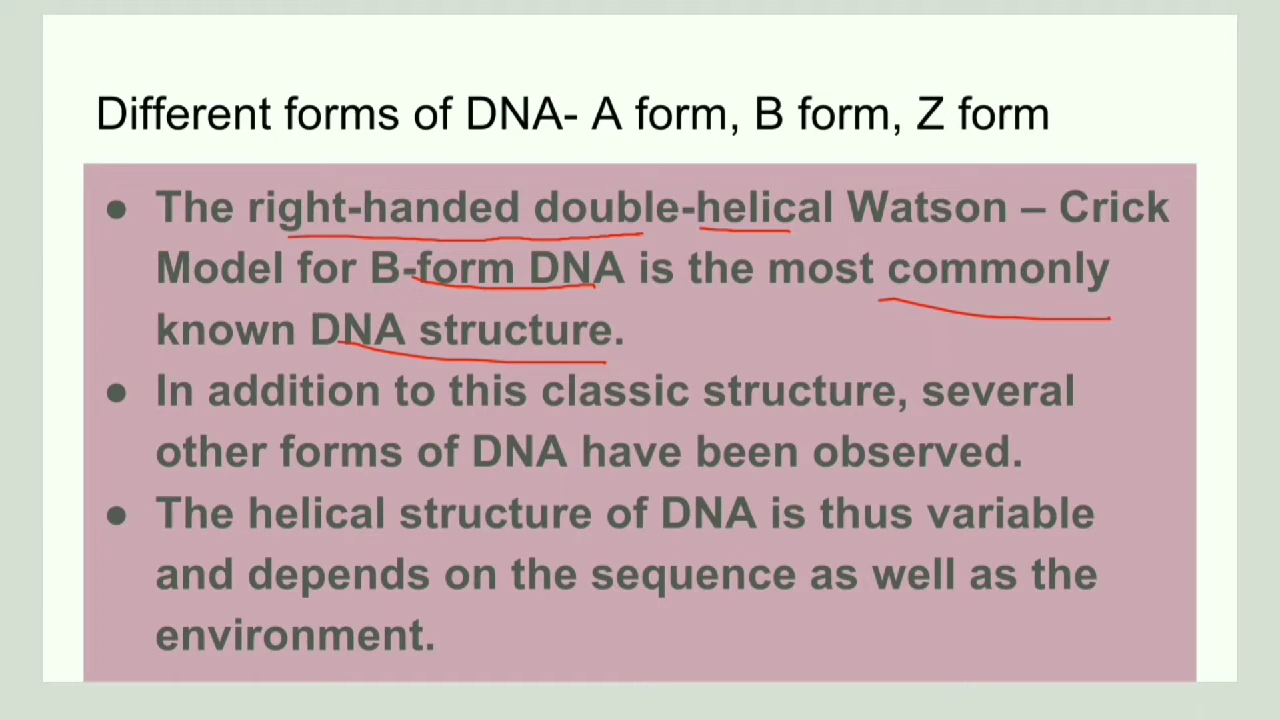 Different forms of DNA- A form, B form, Z form
● The right-handed double-helical Watson – Crick
Model for B-form DNA is the most commonly
known DNA structure.
● In addition to this classic structure, several
other forms of DNA have been observed.
● The helical structure of DNA is thus variable
and depends on the sequence as well as the
environment.